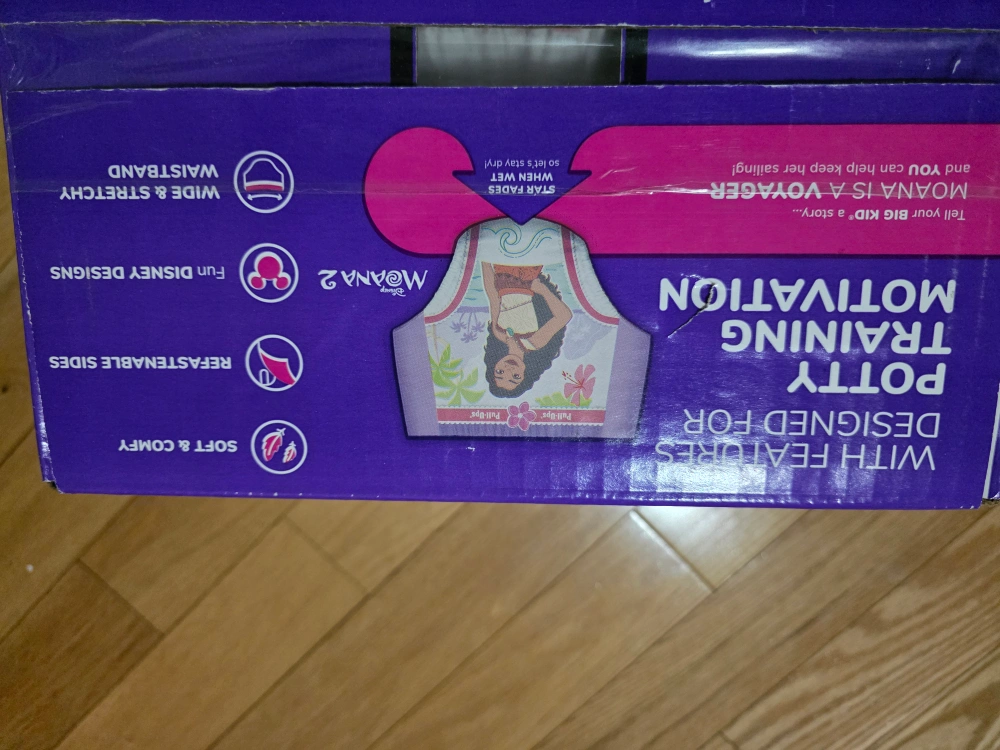 WITH FEATURES
DESIGNED FOR
POTTY
TRAINING
MOTIVATION
Tell your BIG KID® a story...
MOANA IS A VOYAGER
and YOU can help keep her sailing!
Pull-Ups® Pull-Ups®
STAR FADES
WHEN WET
so let's stay dry!
Disney
MOANA 2
SOFT & COMFY
REFASTENABLE SIDES
Fun DISNEY DESIGNS
WIDE & STRETCHY
WAISTBAND